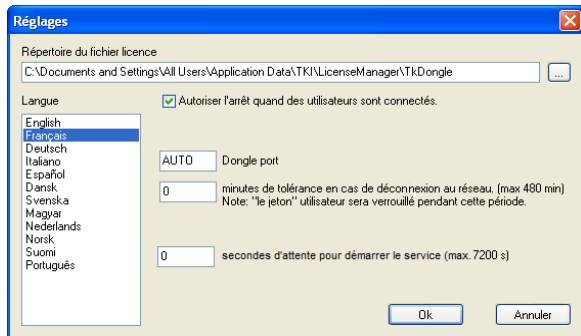 Réglages
Répertoire du fichier licence
C:\Documents and Settings\All Users\Application Data\TKI\LicenseManager\TkDongle
...
Langue
Autoriser l'arrêt quand des utilisateurs sont connectés.
English
Français
Deutsch
Italiano
Español
Dansk
Svenska
Magyar
Nederlands
Norsk
Suomi
Português
AUTO Dongle port
0 minutes de tolérance en cas de déconnexion au réseau. (max 480 min)
Note: "le jeton" utilisateur sera verrouillé pendant cette période.
0 secondes d'attente pour démarrer le service (max. 7200 s)
Ok
Annuler